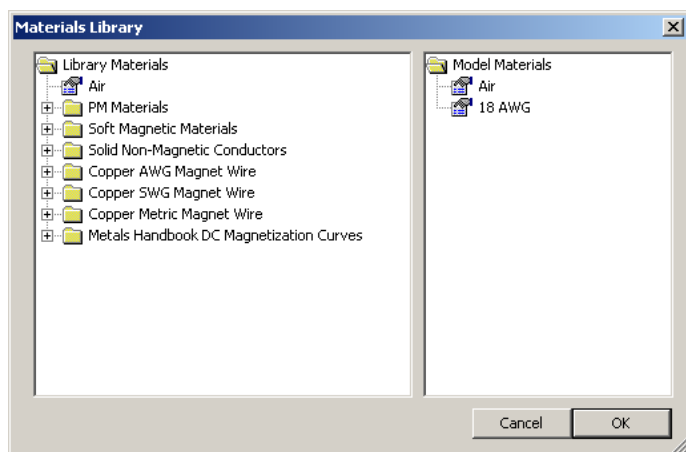 Materials Library
Library Materials
Air
PM Materials
Soft Magnetic Materials
Solid Non-Magnetic Conductors
Copper AWG Magnet Wire
Copper SWG Magnet Wire
Copper Metric Magnet Wire
Metals Handbook DC Magnetization Curves
Model Materials
Air
18 AWG
Cancel
OK